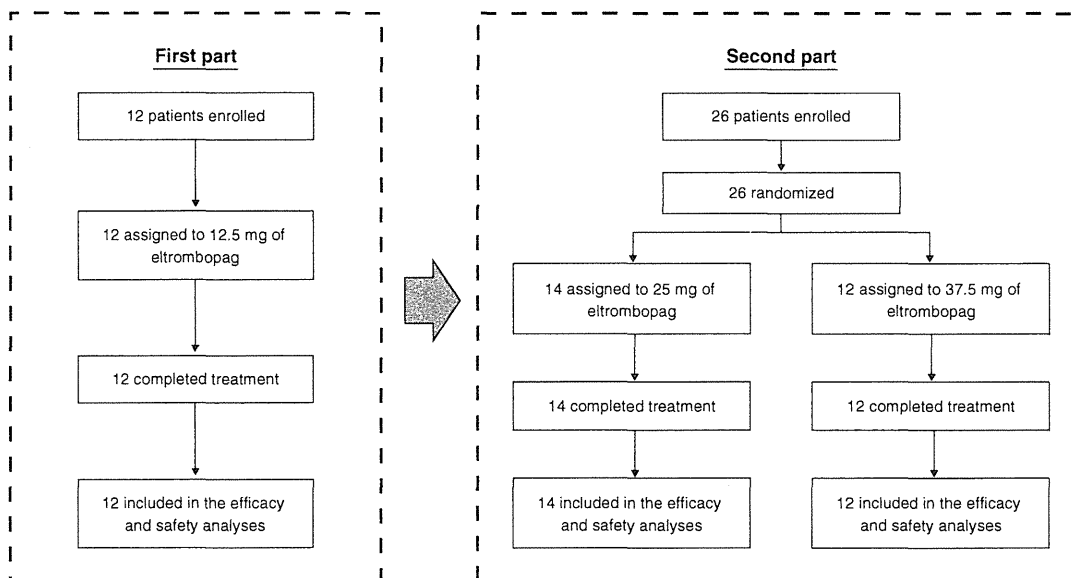 First part
12 patients enrolled
12 assigned to 12.5 mg of
eltrombopag
12 completed treatment
12 included in the efficacy
and safety analyses
Second part
26 patients enrolled
26 randomized
14 assigned to 25 mg of
eltrombopag
14 completed treatment
14 included in the efficacy
and safety analyses
12 assigned to 37.5 mg of
eltrombopag
12 completed treatment
12 included in the efficacy
and safety analyses